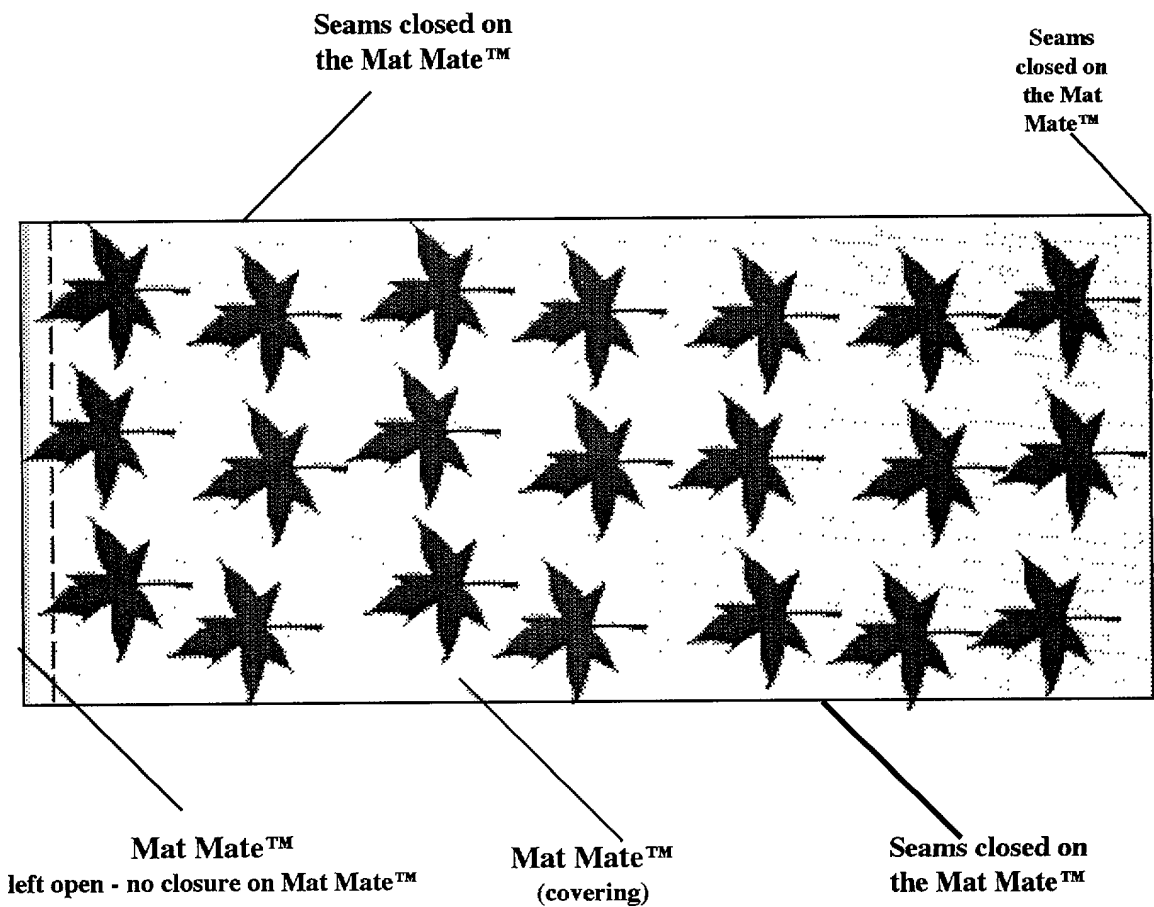 Seams closed on
the Mat Mate™
Seams
closed on
the Mat
Mate™
Mat Mate™
left open - no closure on Mat Mate™
Mat Mate™
(covering)
Seams closed on
the Mat Mate™